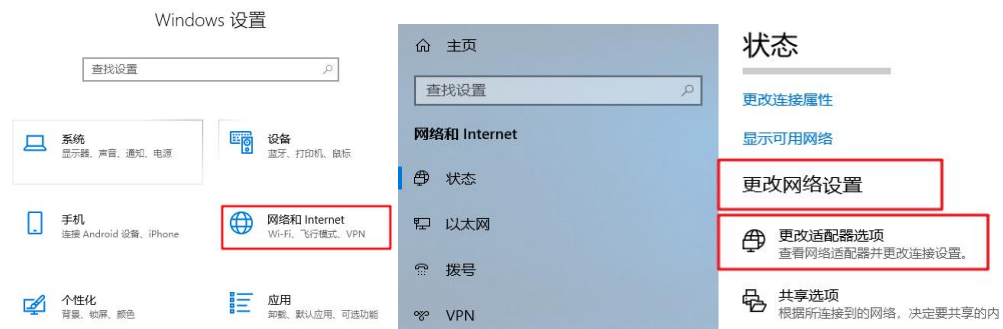 Windows 设置
查找设置
系统
显示器、声音、通知、电源
设备
蓝牙、打印机、鼠标
手机
连接 Android 设备、iPhone
网络和 Internet
Wi-Fi、飞行模式、VPN
个性化
背景、锁屏、颜色
应用
卸载、默认应用、可选功能
主页
查找设置
网络和 Internet
状态
以太网
拨号
VPN
状态
更改连接属性
显示可用网络
更改网络设置
更改适配器选项
查看网络适配器并更改连接设置。
共享选项
根据所连接到的网络，决定要共享的内